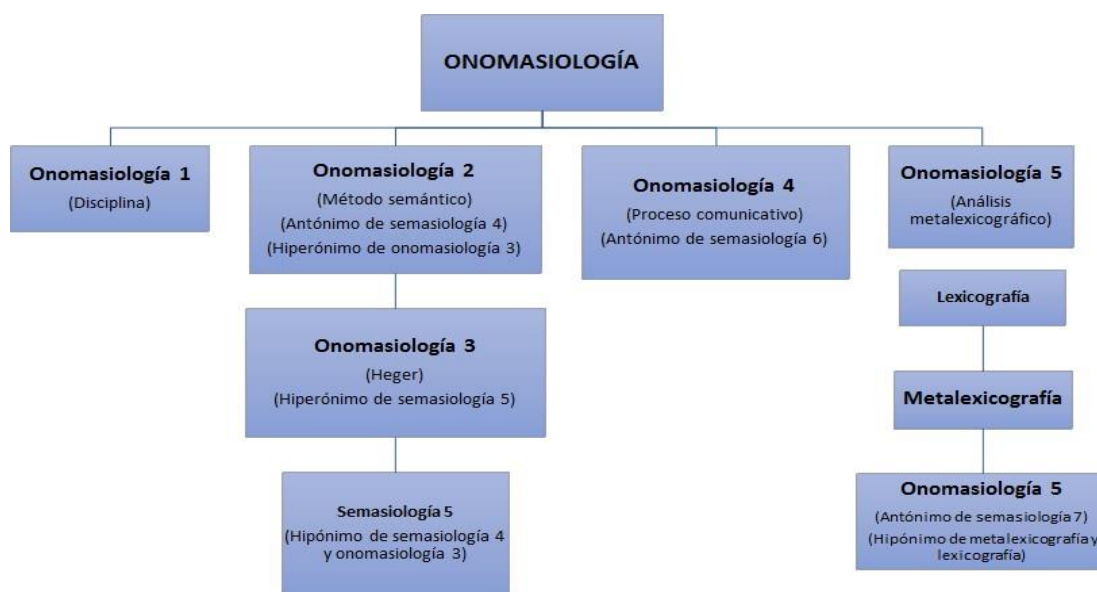 ONOMASIOLOGÍA
Onomasiología 1
(Disciplina)
Onomasiología 2
(Método semántico)
(Antónimo de semasiología 4)
(Hiperónimo de onomasiología 3)
Onomasiología 4
(Proceso comunicativo)
(Antónimo de semasiología 6)
Onomasiología 5
(Análisis
metalexicográfico)
Onomasiología 3
(Heger)
(Hiperónimo de semasiología 5)
Semasiología 5
(Hipónimo de semasiología 4
y onomasiología 3)
Lexicografía
Metalexicografía
Onomasiología 5
(Antónimo de semasiología 7)
(Hipónimo de metalexicografía y
lexicografía)